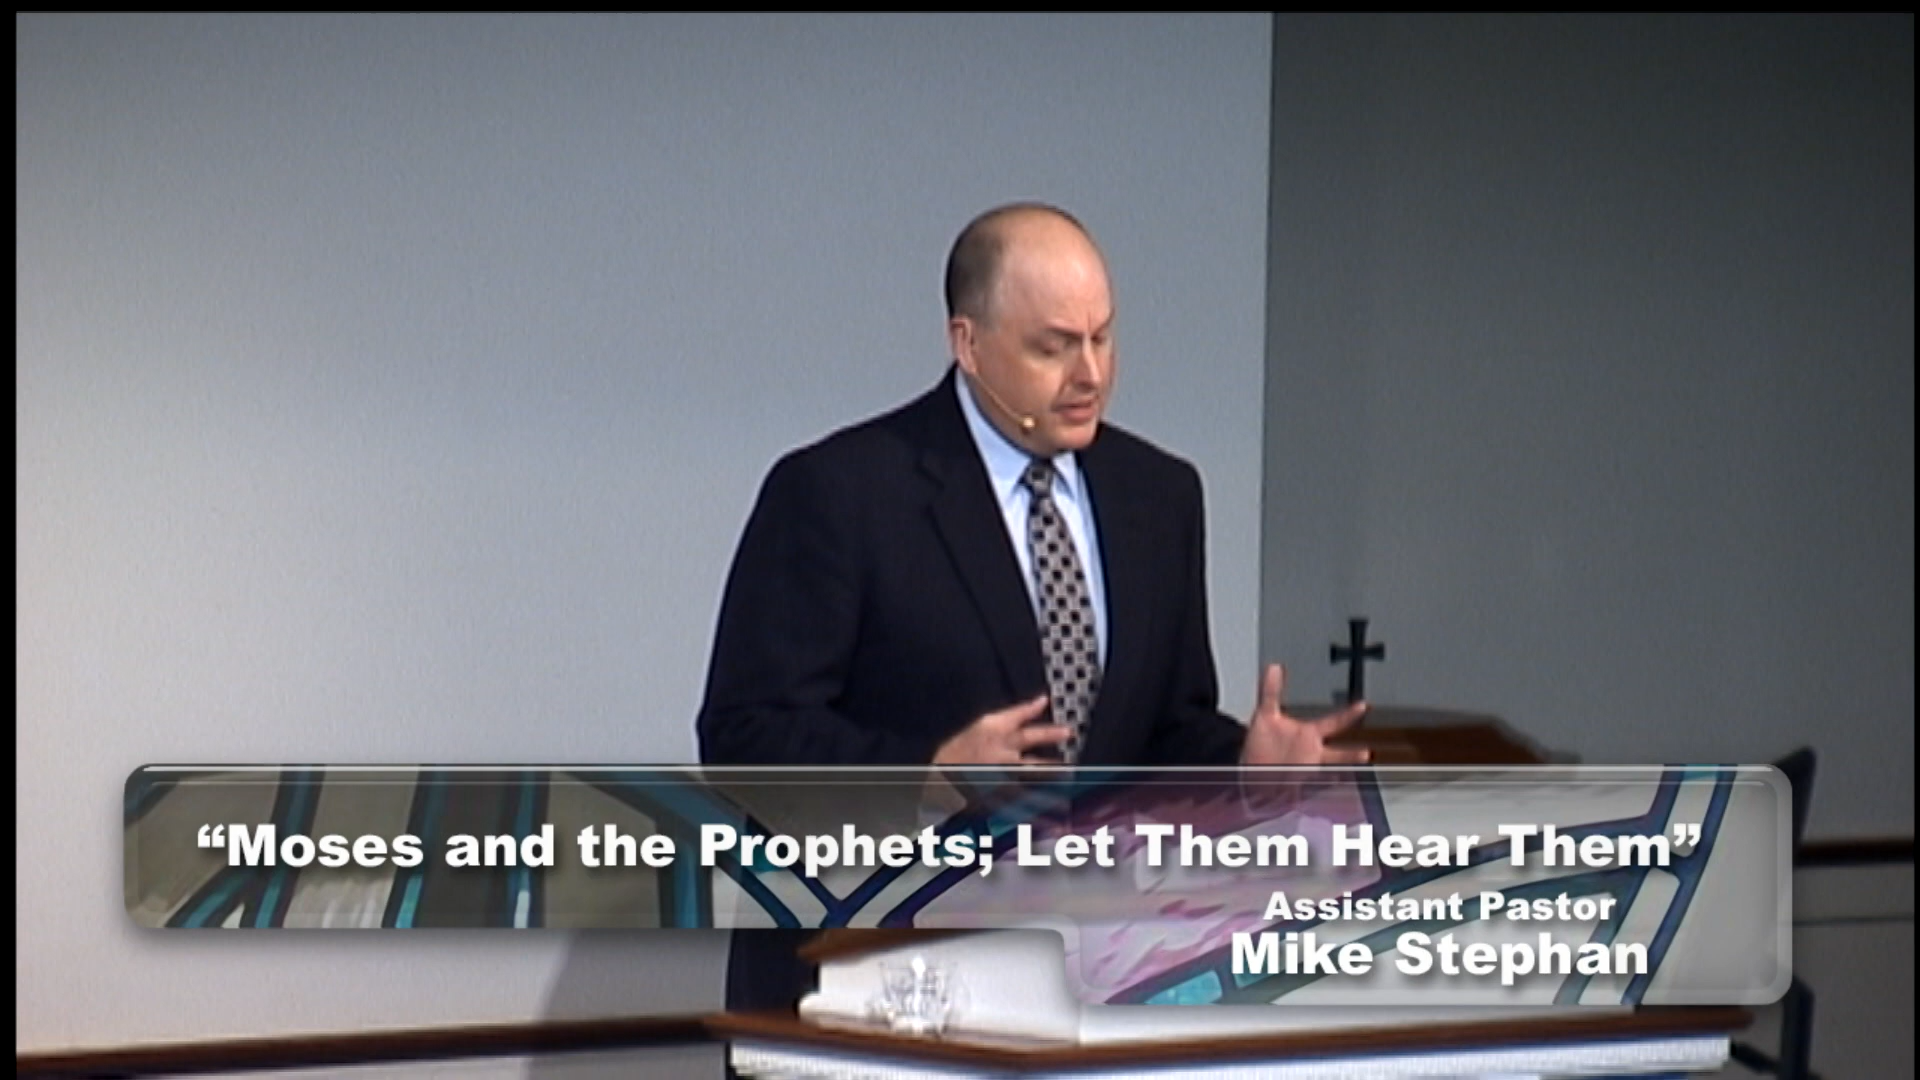 “Moses and the Prophets; Let Them Hear Them”
Assistant Pastor
Mike Stephan